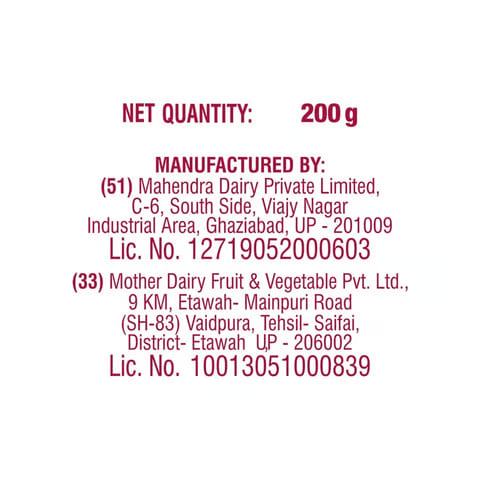 NET QUANTITY: 200 g
MANUFACTURED BY:
(51) Mahendra Dairy Private Limited,
C-6, South Side, Viajy Nagar
Industrial Area, Ghaziabad, UP - 201009
Lic. No. 12719052000603
(33) Mother Dairy Fruit & Vegetable Pvt. Ltd.,
9 KM, Etawah- Mainpuri Road
(SH-83) Vaidpura, Tehsil- Saifai,
District- Etawah UP - 206002
Lic. No. 10013051000839